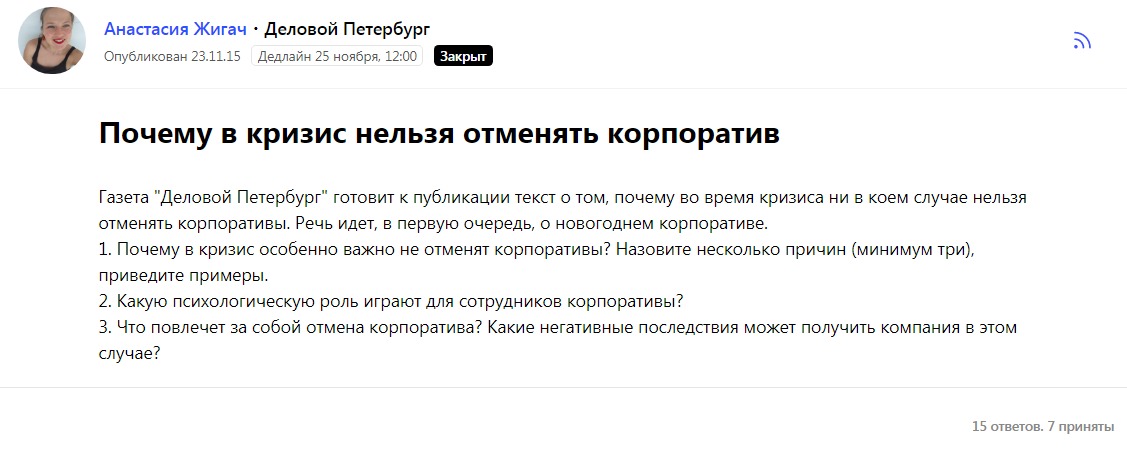 Анастасия Жигач · Деловой Петербург
Опубликован 23.11.15 Дедлайн 25 ноября, 12:00 Закрыт
Почему в кризис нельзя отменять корпоратив
Газета "Деловой Петербург" готовит к публикации текст о том, почему во время кризиса ни в коем случае нельзя
отменять корпоративы. Речь идет, в первую очередь, о новогоднем корпоративе.
1. Почему в кризис особенно важно не отменят корпоративы? Назовите несколько причин (минимум три),
приведите примеры.
2. Какую психологическую роль играют для сотрудников корпоративы?
3. Что повлечет за собой отмена корпоратива? Какие негативные последствия может получить компания в этом
случае?
15 ответов. 7 приняты